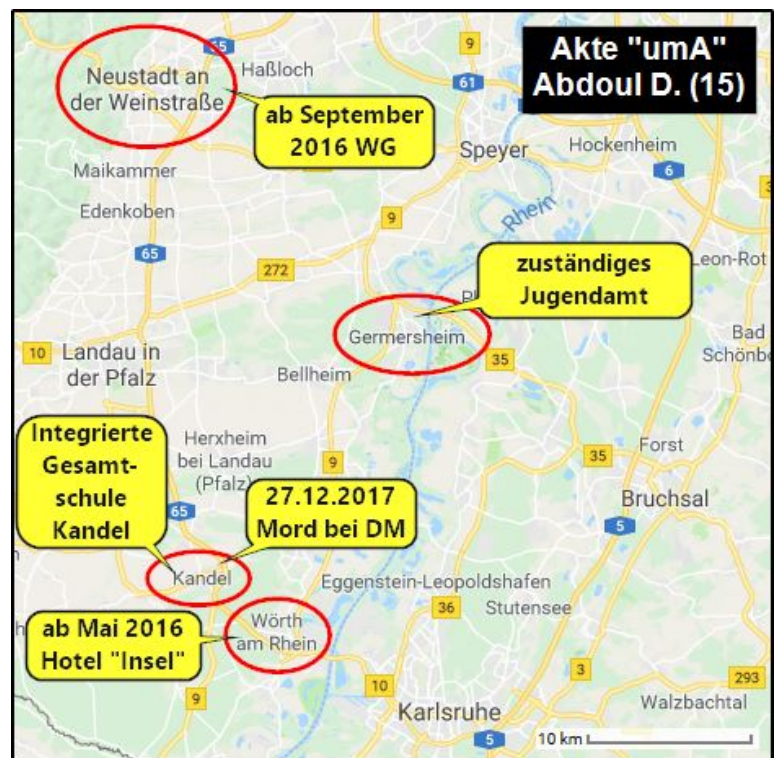 Akte "umA"
Abdoul D. (15)
65
9
Haßloch
61
Neustadt an
der Weinstraße
ab September
2016 WG
Speyer
Hockenheim
6
3
Maikammer
Edenkoben
9
Rhein
65
272
zuständiges
Jugendamt
Leon-Rot
Germersheim
10
Landau in
der Pfalz
35
Bad
Schönbo
Bellheim
Integrierte
Gesamt-
schule
Kandel
Herxheim
bei Landau
(Pfalz)
9
35
Forst
27.12.2017
Mord bei DM
65
Bruchsal
5
Kandel
Eggenstein-Leopoldshafen
36
Stutensee
ab Mai 2016
Hotel "Insel"
Wörth
am Rhein
9
10
3
293
Walzbachtal
Karlsruhe
5
10 km